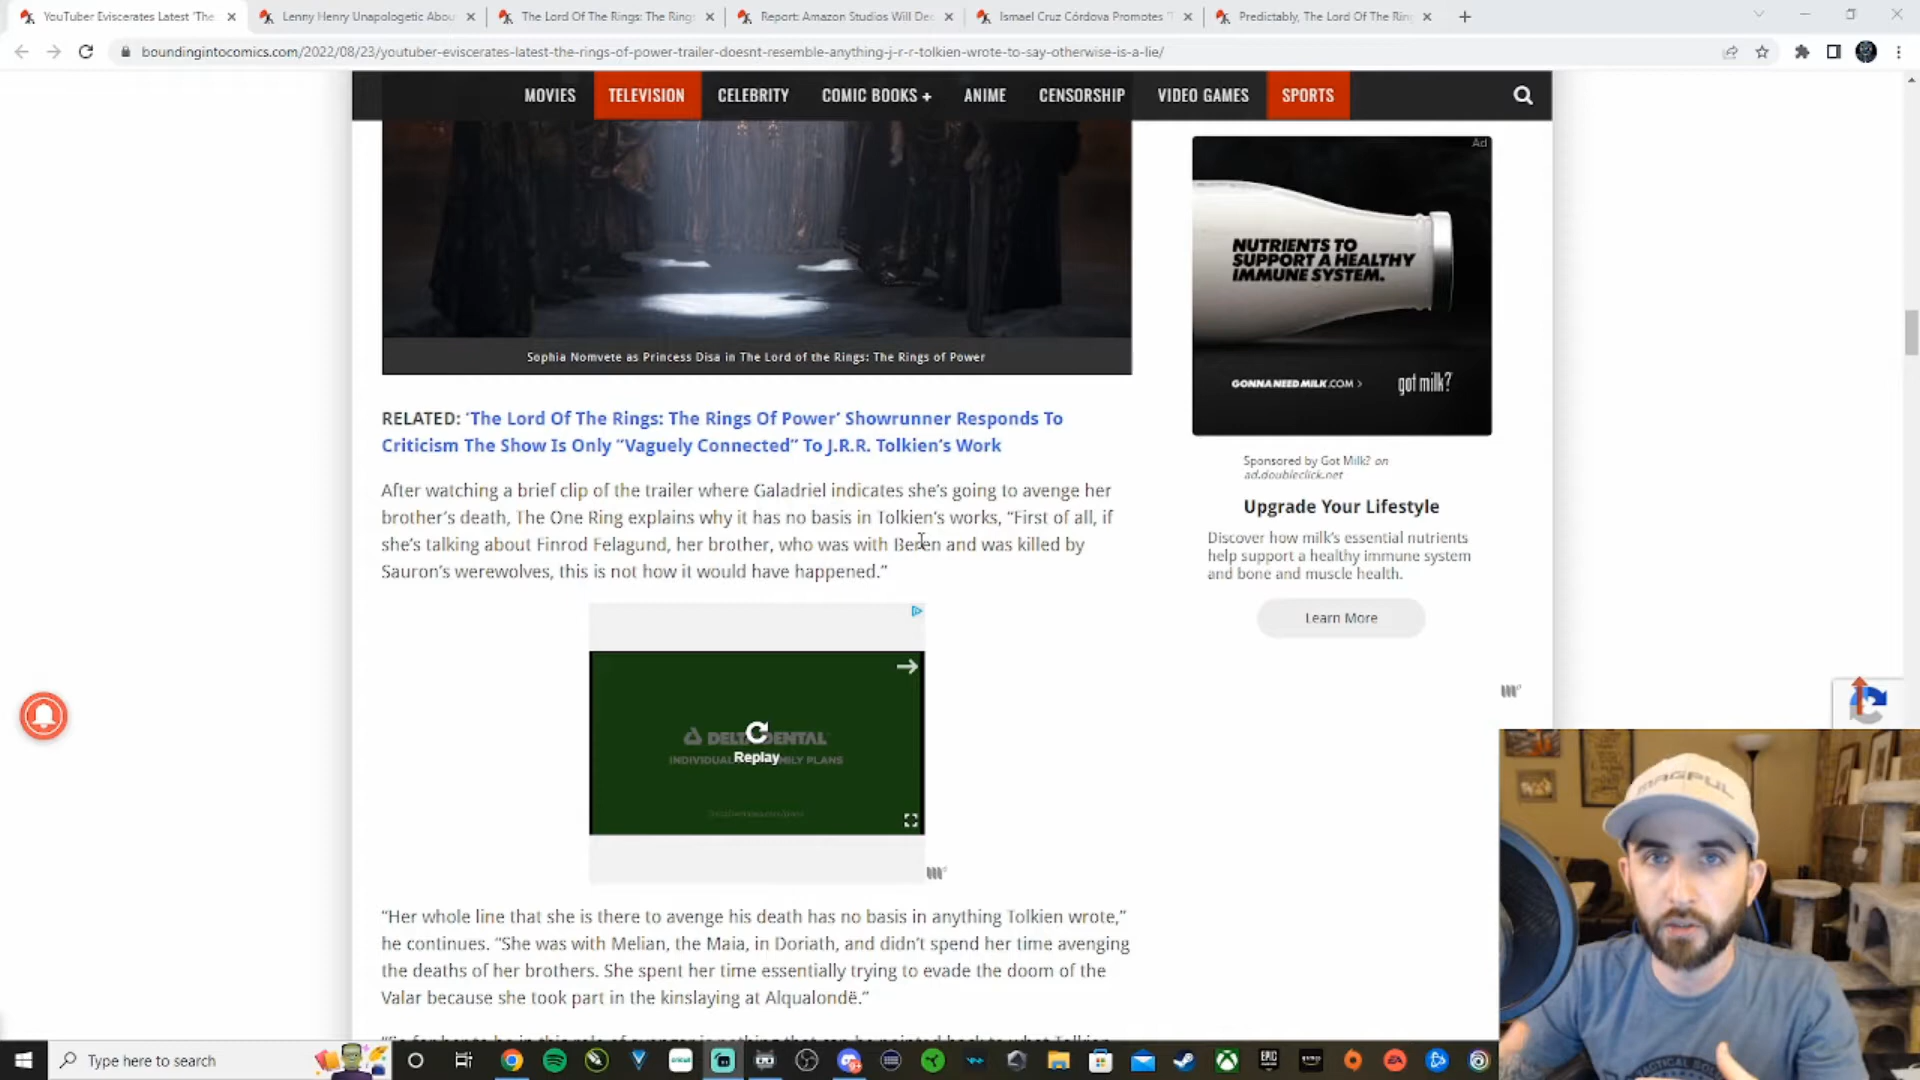 YouTuber Eviscerates Latest 'The
Lenny Henry Unapologetic Abou
The Lord Of The Rings: The Ring
Report: Amazon Studios Will Dec
Ismael Cruz Córdova Promotes 'T
Predictably, The Lord Of The Rin
boundingintocomics.com/2022/08/23/youtuber-eviscerates-latest-the-rings-of-power-trailer-doesnt-resemble-anything-j-r-r-tolkien-wrote-to-say-otherwise-is-a-lie/
MOVIES TELEVISION CELEBRITY COMIC BOOKS + ANIME CENSORSHIP VIDEO GAMES SPORTS
Sophia Nomvete as Princess Disa in The Lord of the Rings: The Rings of Power
RELATED: ‘The Lord Of The Rings: The Rings Of Power’ Showrunner Responds To
Criticism The Show Is Only “Vaguely Connected” To J.R.R. Tolkien’s Work
After watching a brief clip of the trailer where Galadriel indicates she’s going to avenge her
brother’s death, The One Ring explains why it has no basis in Tolkien’s works, “First of all, if
she’s talking about Finrod Felagund, her brother, who was with Beren and was killed by
Sauron’s werewolves, this is not how it would have happened.”
Replay
“Her whole line that she is there to avenge his death has no basis in anything Tolkien wrote,”
he continues. “She was with Melian, the Maia, in Doriath, and didn’t spend her time avenging
the deaths of her brothers. She spent her time essentially trying to evade the doom of the
Valar because she took part in the kinslaying at Alqualondë.”
Ad
NUTRIENTS TO
SUPPORT A HEALTHY
IMMUNE SYSTEM.
GONNANEEDMILK.COM >
got milk?
Sponsored by Got Milk? on
ad.doubleclick.net
Upgrade Your Lifestyle
Discover how milk's essential nutrients
help support a healthy immune system
and bone and muscle health.
Learn More
MAGPUL
Type here to search